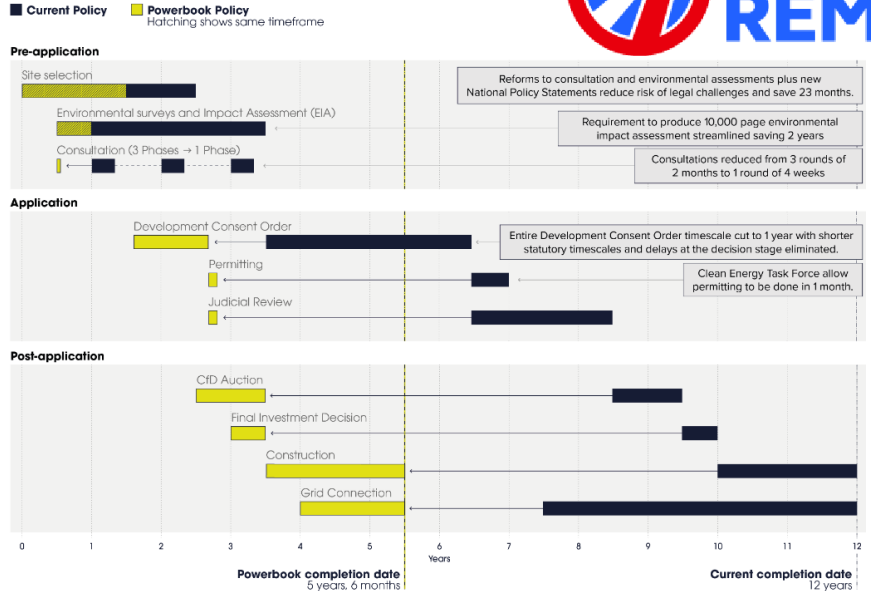 Current Policy
Powerbook Policy
Hatching shows same timeframe
REM
Pre-application
Site selection
Reforms to consultation and environmental assessments plus new
National Policy Statements reduce risk of legal challenges and save 23 months.
Environmental surveys and Impact Assessment (EIA)
Requirement to produce 10,000 page environmental
impact assessment streamlined saving 2 years
Consultation (3 Phases → 1 Phase)
Consultations reduced from 3 rounds of
2 months to 1 round of 4 weeks
Application
Development Consent Order
Entire Development Consent Order timescale cut to 1 year with shorter
statutory timescales and delays at the decision stage eliminated.
Permitting
Clean Energy Task Force allow
permitting to be done in 1 month.
Judicial Review
Post-application
CfD Auction
Final Investment Decision
Construction
Grid Connection
0 1 2 3 4 5 6 7 8 9 10 11 12
Years
Powerbook completion date
5 years, 6 months
Current completion date
12 years